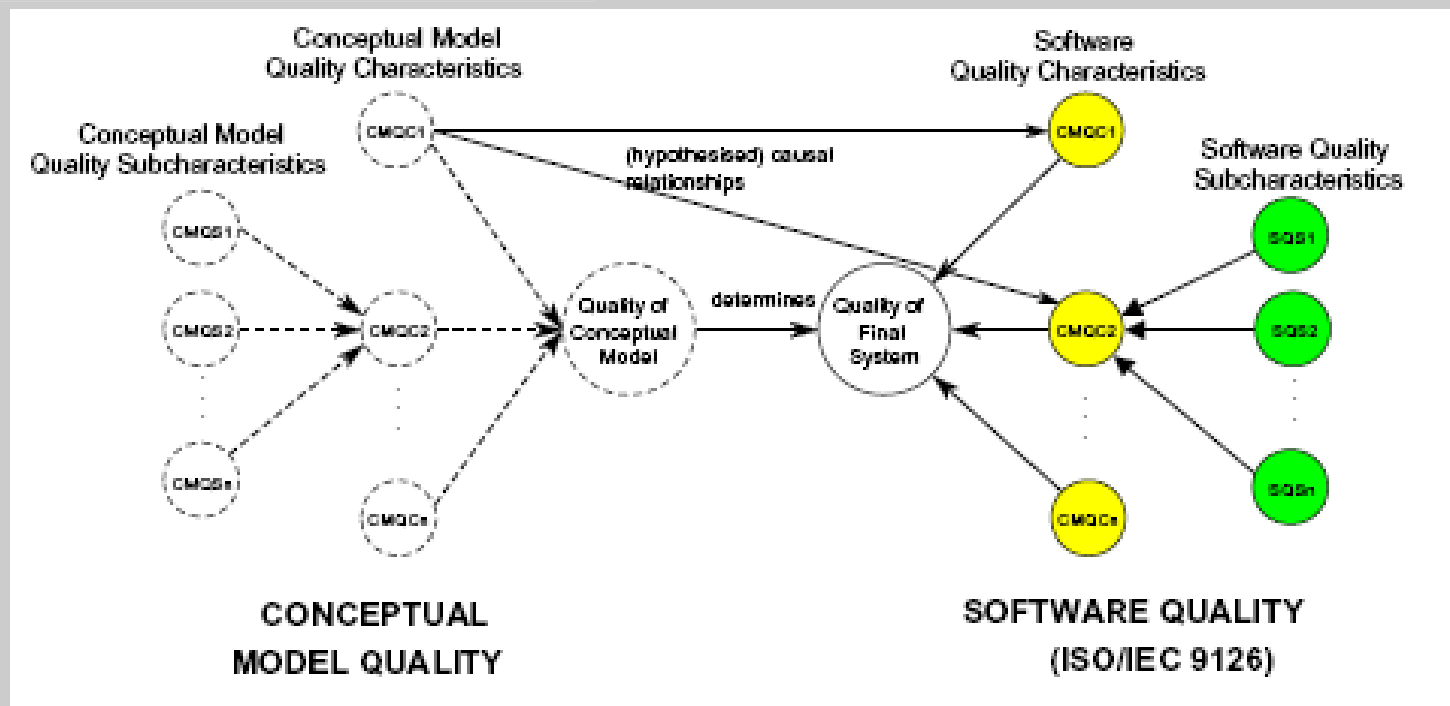 Conceptual Model
Quality Characteristics
Software
Quality Characteristics
CMQC1
CMQC1
Conceptual Model
Quality Subcharacteristics
(hypothesised) causal
relationships
Software Quality
Subcharacteristics
CMQS1
SQS1
CMQS2
CMQC2
Quality of
Conceptual
Model
determines
Quality of
Final
System
CMQC2
SQS2
CMQSn
CMQCn
CMQCn
SQSn
CONCEPTUAL
MODEL QUALITY
SOFTWARE QUALITY
(ISO/IEC 9126)